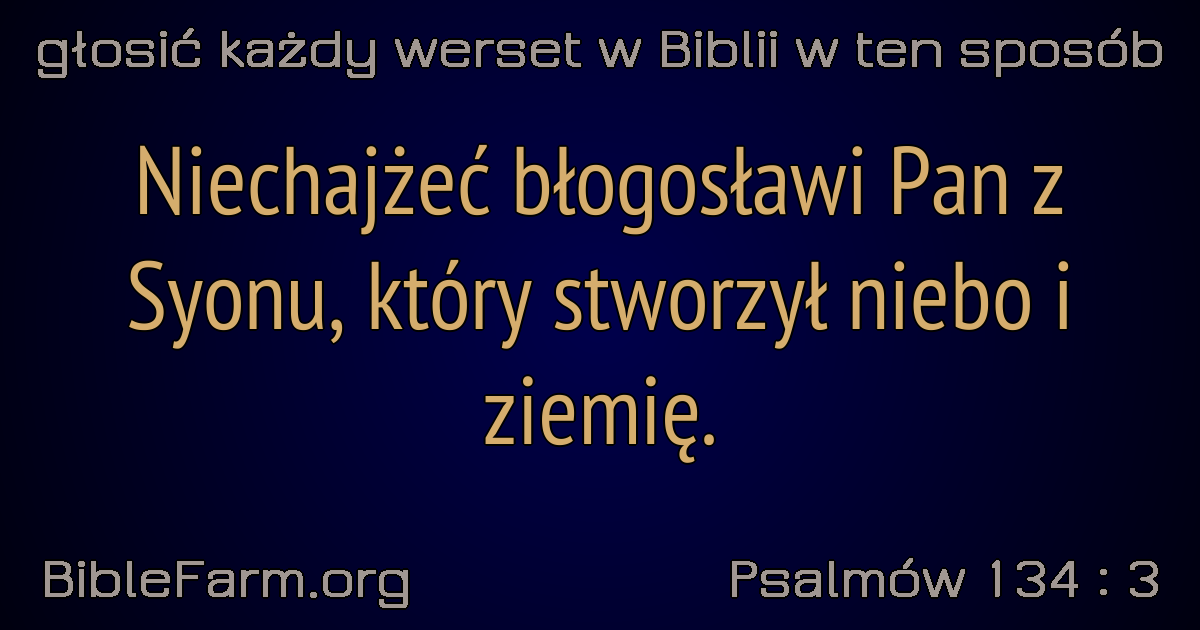 głosić każdy werset w Biblii w ten sposób
Niechajżeć błogosławi Pan z
Syonu, który stworzył niebo i
ziemię.
BibleFarm.org
Psalmów 134 : 3